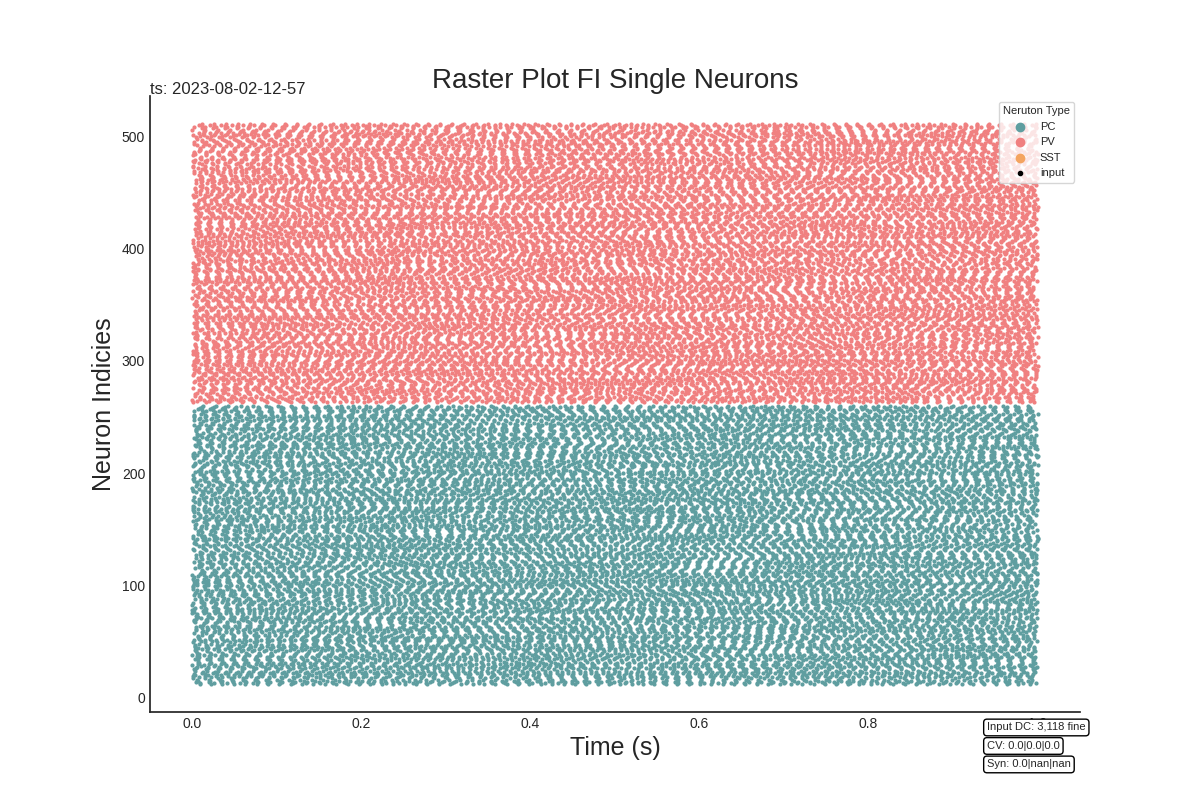 Raster Plot FI Single Neurons
ts: 2023-08-02-12-57
Neruton Type
PC
PV
SST
input
500
400
300
200
100
0
Neuron Indicies
0.0 0.2 0.4 0.6 0.8
Time (s)
Input DC: 3,118 fine
CV: 0.0|0.0|0.0
Syn: 0.0|nan|nan